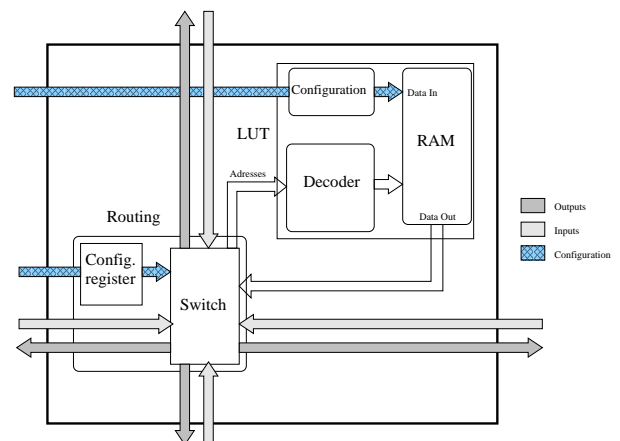 Configuration
Data In
LUT
RAM
Adresses
Decoder
Data Out
Routing
Config.
register
Switch
Outputs
Inputs
Configuration